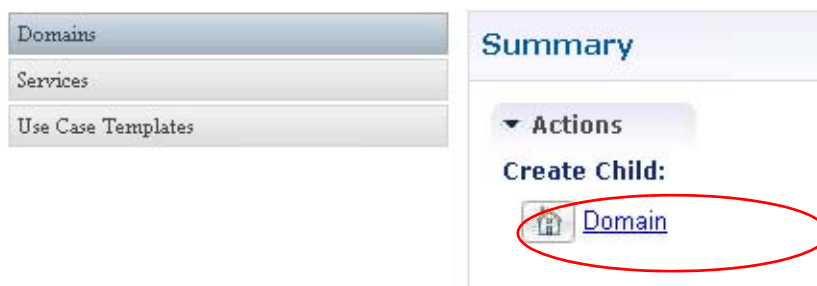 Domains
Services
Use Case Templates
Summary
Actions
Create Child:
Domain